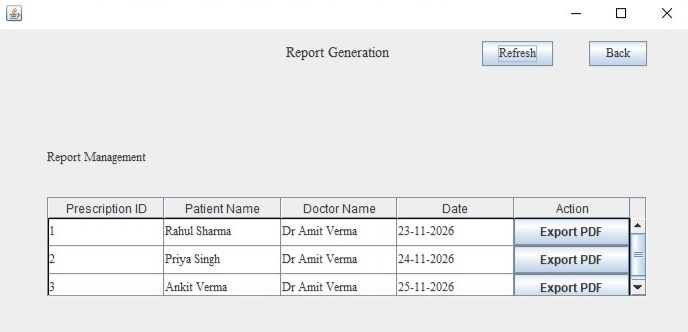 Report Generation Refresh Back
Report Management
Prescription ID Patient Name Doctor Name Date Action
1 Rahul Sharma Dr Amit Verma 23-11-2026 Export PDF
2 Priya Singh Dr Amit Verma 24-11-2026 Export PDF
3 Ankit Verma Dr Amit Verma 25-11-2026 Export PDF